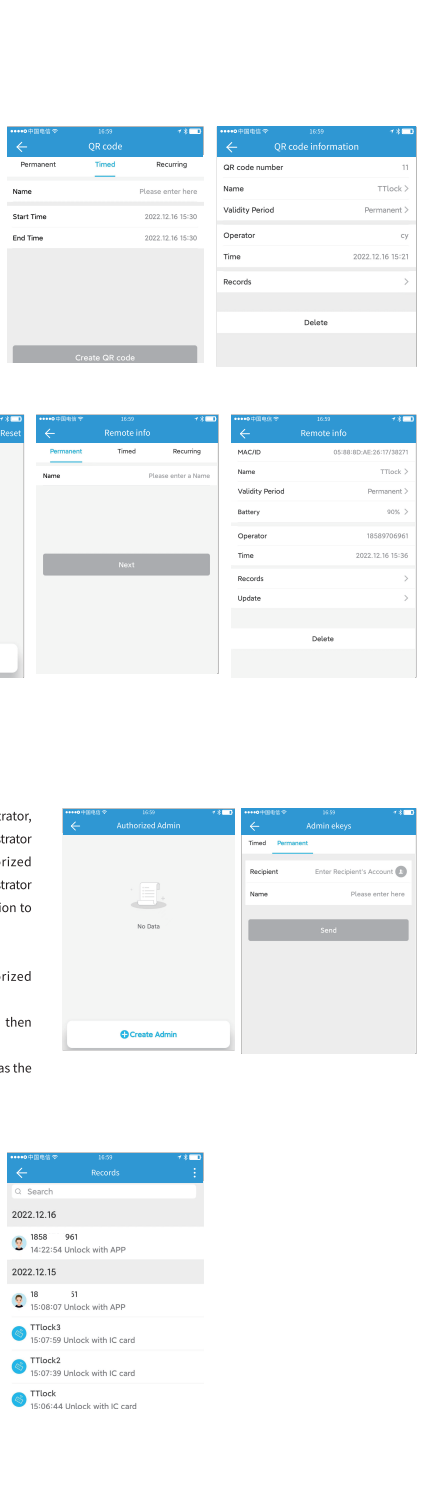 中国电信 16:59
QR code
Permanent Timed Recurring
Name Please enter here
Start Time 2022.12.16 15:30
End Time 2022.12.16 15:30
Create QR code
中国电信 16:59
QR code information
QR code number 11
Name TTlock >
Validity Period Permanent >
Operator cy
Time 2022.12.16 15:21
Records >
Delete
Reset
中国电信 16:59
Remote info
Permanent Timed Recurring
Name Please enter a Name
Next
中国电信 16:59
Remote info
MAC/ID 05:88:8D:AE:26:17/38271
Name TTlock >
Validity Period Permanent >
Battery 90% >
Operator 18589706961
Time 2022.12.16 15:36
Records >
Update >
Delete
trator,
strator
rized
strator
ion to
rized
then
as the
中国电信 16:59
Authorized Admin
No Data
Create Admin
中国电信 16:59
Admin ekeys
Timed Permanent
Recipient Enter Recipient's Account
Name Please enter here
Send
中国电信 16:59
Records
Search
2022.12.16
1858 961
14:22:54 Unlock with APP
2022.12.15
18 51
15:08:07 Unlock with APP
TTlock3
15:07:59 Unlock with IC card
TTlock2
15:07:39 Unlock with IC card
TTlock
15:06:44 Unlock with IC card